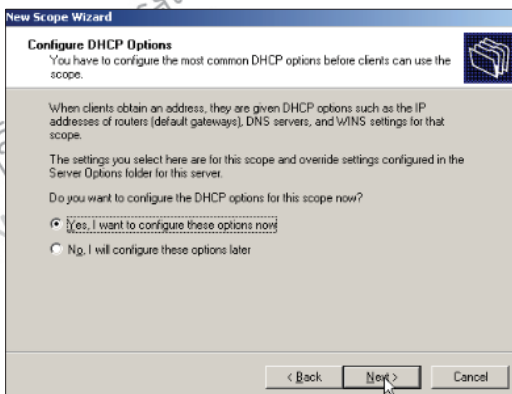 New Scope Wizard
Configure DHCP Options
You have to configure the most common DHCP options before clients can use the
scope.
When clients obtain an address, they are given DHCP options such as the IP
addresses of routers (default gateways), DNS servers, and WINS settings for that
scope.
The settings you select here are for this scope and override settings configured in the
Server Options folder for this server.
Do you want to configure the DHCP options for this scope now?
Yes, I want to configure these options now
No, I will configure these options later
< Back Next > Cancel